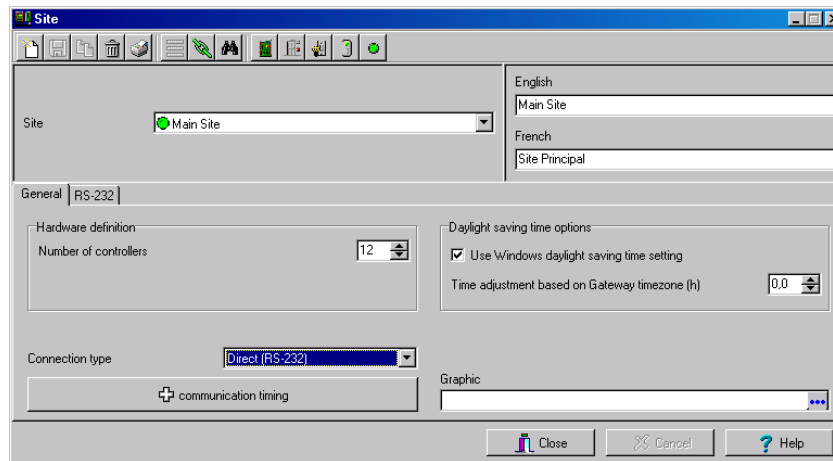 Site
English
Main Site
Site Main Site
French
Site Principal
General RS-232
Hardware definition
Number of controllers 12
Daylight saving time options
Use Windows daylight saving time setting
Time adjustment based on Gateway timezone (h) 0,0
Connection type Direct (RS-232)
communication timing
Graphic
Close Cancel Help